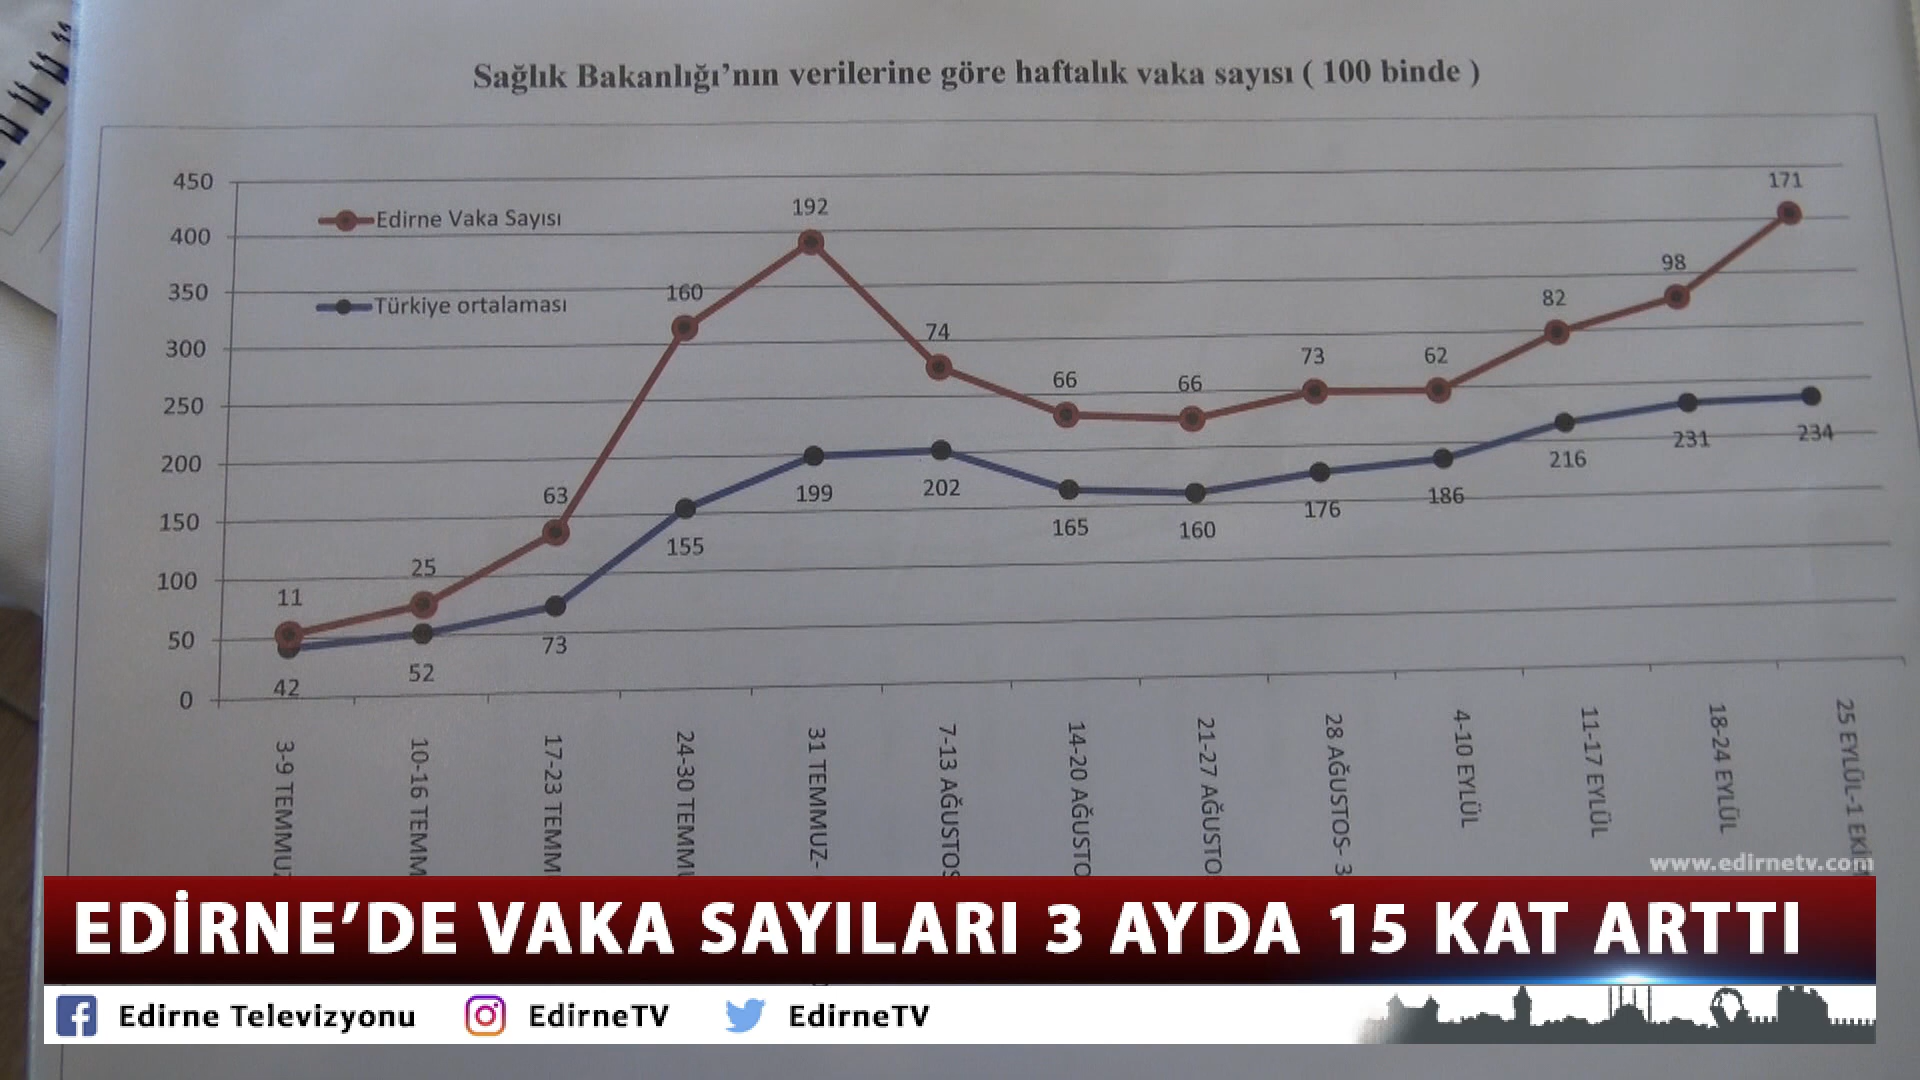 Sağlık Bakanlığı'nın verilerine göre haftalık vaka sayısı ( 100 binde )
450
400
350
300
250
200
150
100
50
0
Edirne Vaka Sayısı
Türkiye ortalaması
11
25
63
160
192
74
66
66
73
62
82
98
171
42
52
73
155
199
202
165
160
176
186
216
231
234
3-9 TEMMUZ
10-16 TEMM
17-23 TEMM
24-30 TEMMU
31 TEMMUZ-
7-13 AĞUSTOS
14-20 AĞUSTO
21-27 AĞUSTO
28 AĞUSTOS- 3
4-10 EYLÜL
11-17 EYLÜL
18-24 EYLÜL
25 EYLÜL-1 EKİ
www.edirnetv.com
EDİRNE'DE VAKA SAYILARI 3 AYDA 15 KAT ARTTI
Edirne Televizyonu
EdirneTV
EdirneTV